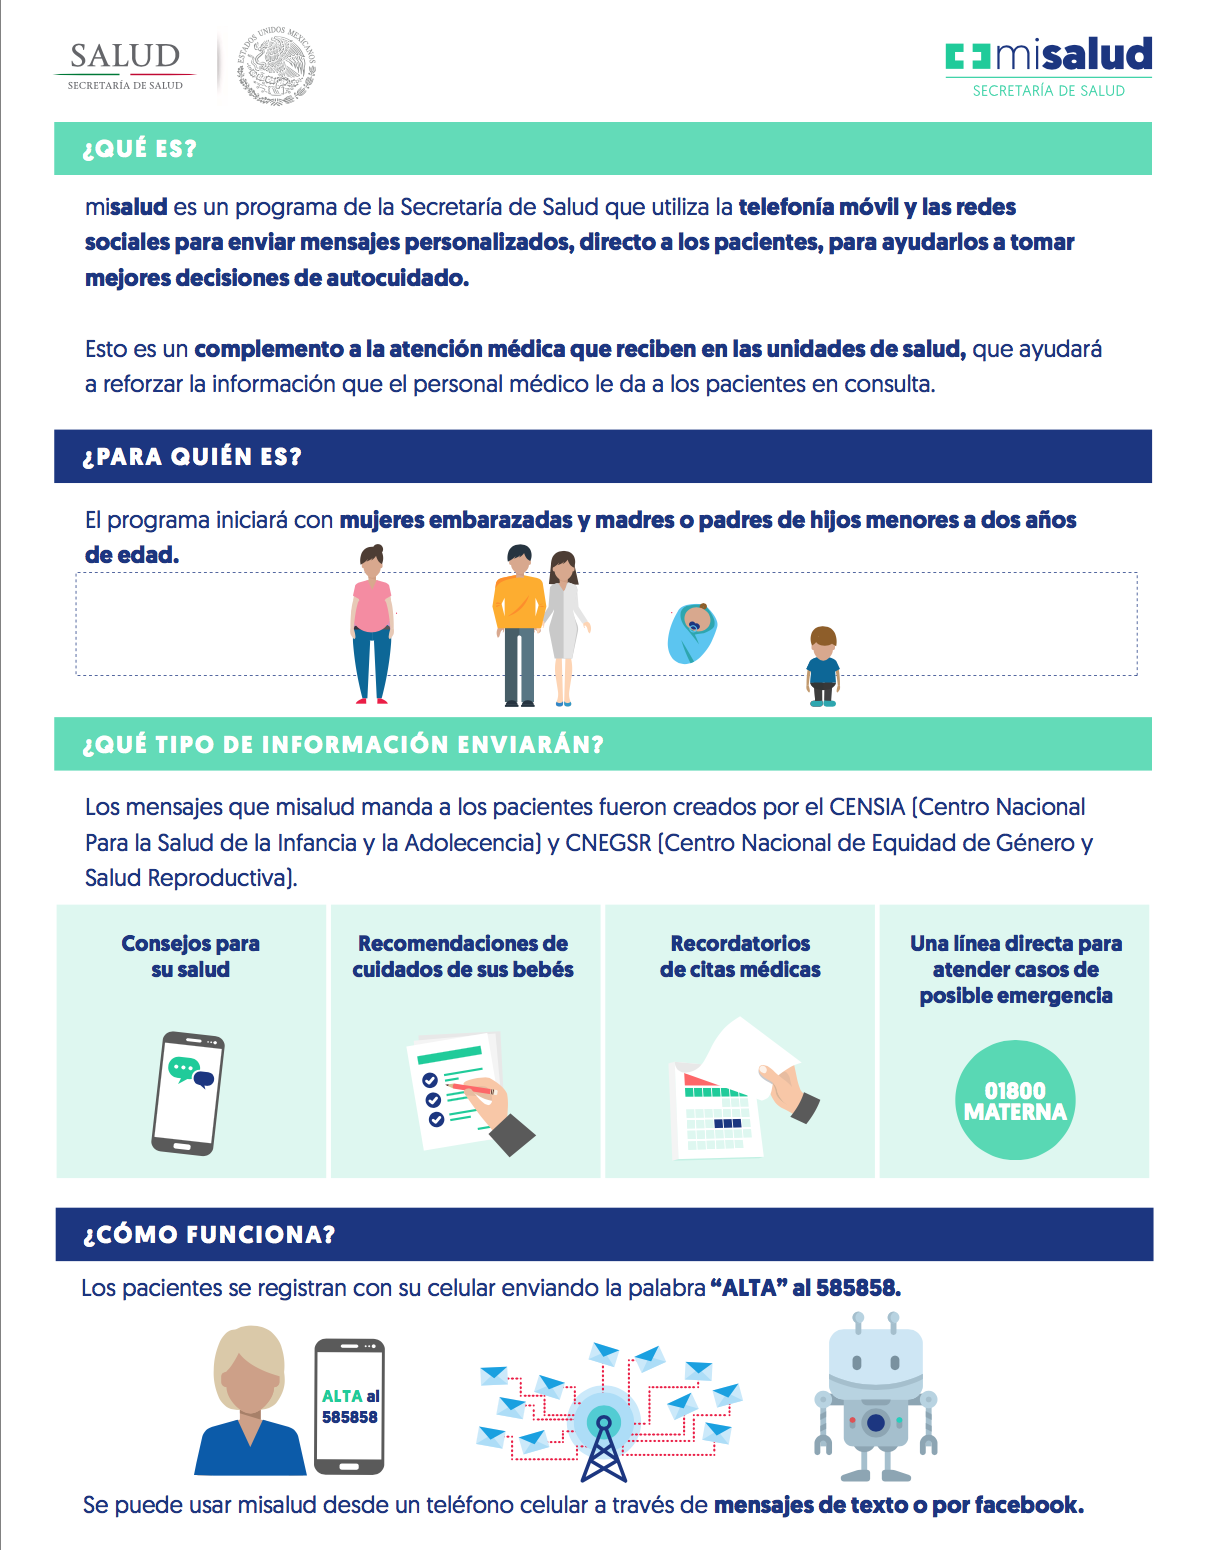 SALUD
SECRETARÍA DE SALUD
ESTADOS UNIDOS MEXICANOS
misalud
SECRETARÍA DE SALUD
¿QUÉ ES?
misalud es un programa de la Secretaría de Salud que utiliza la telefonía móvil y las redes
sociales para enviar mensajes personalizados, directo a los pacientes, para ayudarlos a tomar
mejores decisiones de autocuidado.
Esto es un complemento a la atención médica que reciben en las unidades de salud, que ayudará
a reforzar la información que el personal médico le da a los pacientes en consulta.
¿PARA QUIÉN ES?
El programa iniciará con mujeres embarazadas y madres o padres de hijos menores a dos años
de edad.
¿QUÉ TIPO DE INFORMACIÓN ENVIARÁN?
Los mensajes que misalud manda a los pacientes fueron creados por el CENSIA (Centro Nacional
Para la Salud de la Infancia y la Adolecencia) y CNEGSR (Centro Nacional de Equidad de Género y
Salud Reproductiva).
Consejos para
su salud
Recomendaciones de
cuidados de sus bebés
Recordatorios
de citas médicas
Una línea directa para
atender casos de
posible emergencia
01800
MATERNA
¿CÓMO FUNCIONA?
Los pacientes se registran con su celular enviando la palabra “ALTA” al 585858.
ALTA al
585858
Se puede usar misalud desde un teléfono celular a través de mensajes de texto o por facebook.